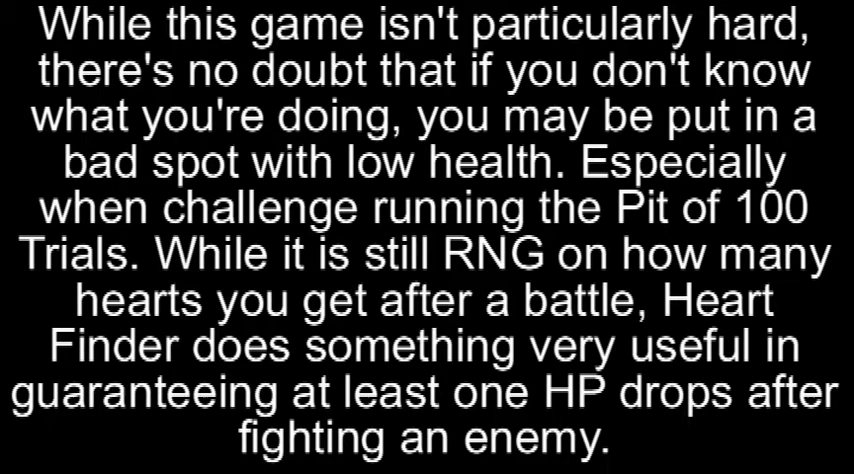 While this game isn't particularly hard,
there's no doubt that if you don't know
what you're doing, you may be put in a
bad spot with low health. Especially
when challenge running the Pit of 100
Trials. While it is still RNG on how many
hearts you get after a battle, Heart
Finder does something very useful in
guaranteeing at least one HP drops after
fighting an enemy.